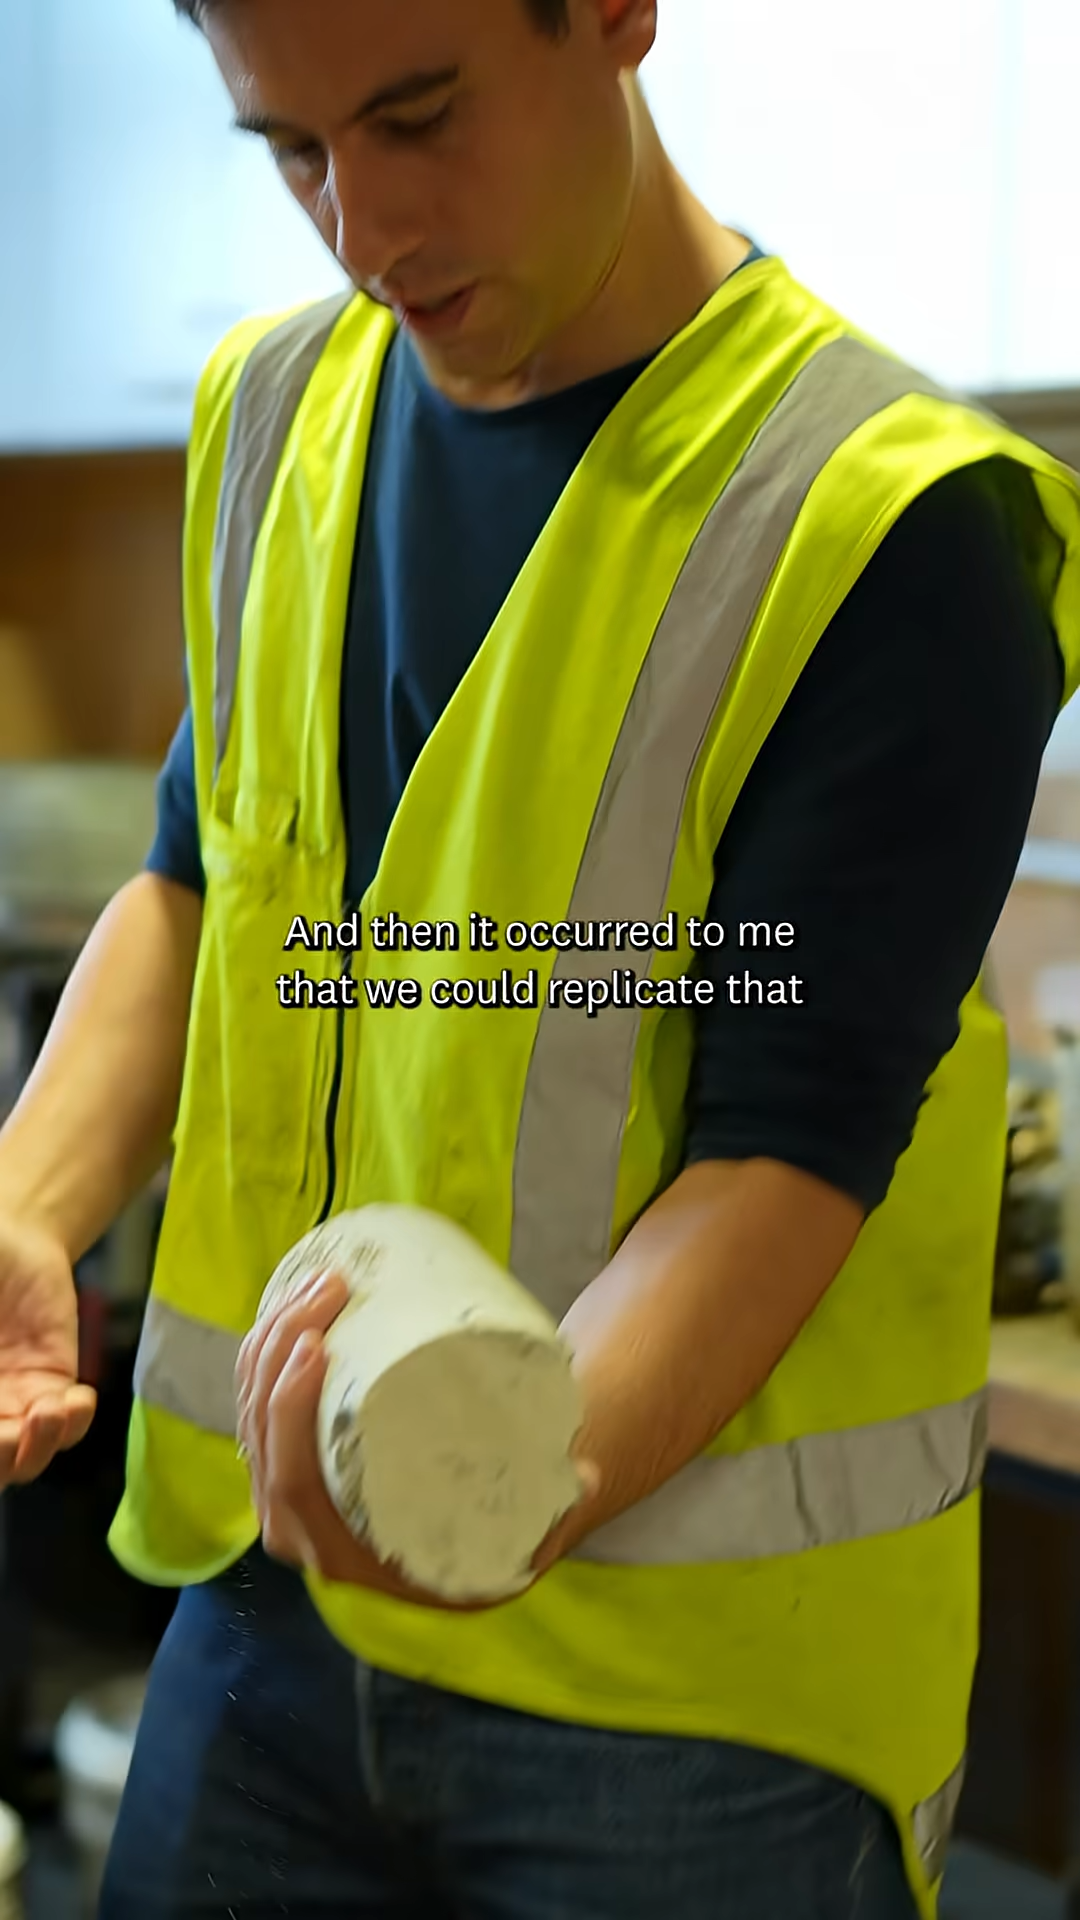 And then it occurred to me
that we could replicate that